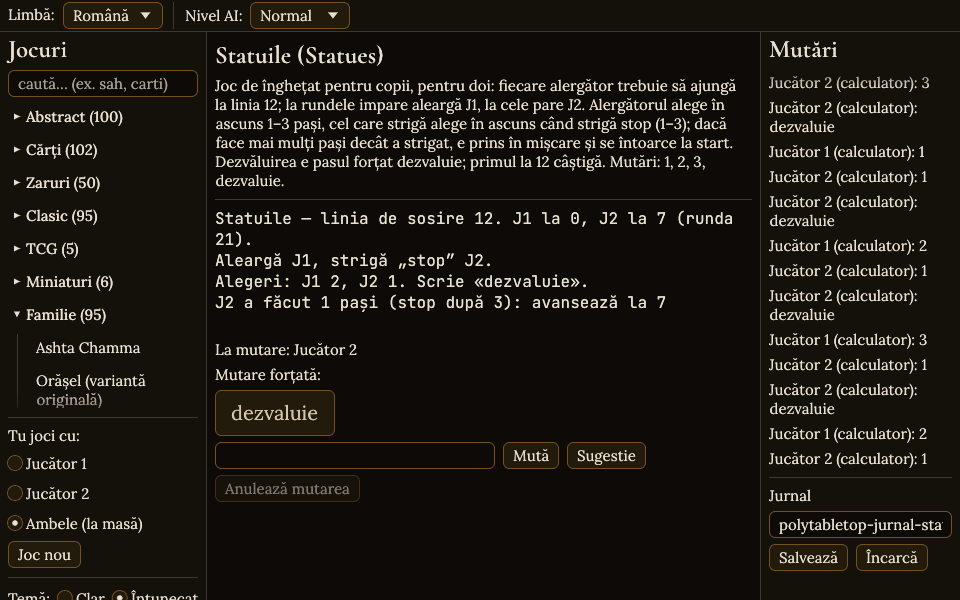 Limbă: Română ▼ Nivel AI: Normal ▼
Jocuri
caută... (ex. sah, carti)
▸ Abstract (100)
▸ Cărți (102)
▸ Zaruri (50)
▸ Clasic (95)
▸ TCG (5)
▸ Miniaturi (6)
▾ Familie (95)
Ashta Chamma
Orășel (variantă
originală)
Tu joci cu:
Jucător 1
Jucător 2
Ambele (la masă)
Joc nou
Temă: Clar Întunecat
Statuile (Statues)
Joc de înghețat pentru copii, pentru doi: fiecare alergător trebuie să ajungă
la linia 12; la rundele impare aleargă J1, la cele pare J2. Alergătorul alege în
ascuns 1–3 pași, cel care strigă alege în ascuns când strigă stop (1–3); dacă
face mai mulți pași decât a strigat, e prins în mișcare și se întoarce la start.
Dezvăluirea e pasul forțat dezvaluie; primul la 12 câștigă. Mutări: 1, 2, 3,
dezvaluie.
Statuile — linia de sosire 12. J1 la 0, J2 la 7 (runda
21).
Aleargă J1, strigă „stop” J2.
Alegeri: J1 2, J2 1. Scrie «dezvaluie».
J2 a făcut 1 pași (stop după 3): avansează la 7
La mutare: Jucător 2
Mutare forțată:
dezvaluie
Mută Sugestie
Anulează mutarea
Mutări
Jucător 2 (calculator): 3
Jucător 2 (calculator):
dezvaluie
Jucător 1 (calculator): 1
Jucător 2 (calculator): 1
Jucător 2 (calculator):
dezvaluie
Jucător 1 (calculator): 2
Jucător 2 (calculator): 1
Jucător 2 (calculator):
dezvaluie
Jucător 1 (calculator): 3
Jucător 2 (calculator): 1
Jucător 2 (calculator):
dezvaluie
Jucător 1 (calculator): 2
Jucător 2 (calculator): 1
Jurnal
polytabletop-jurnal-sta
Salvează Încarcă